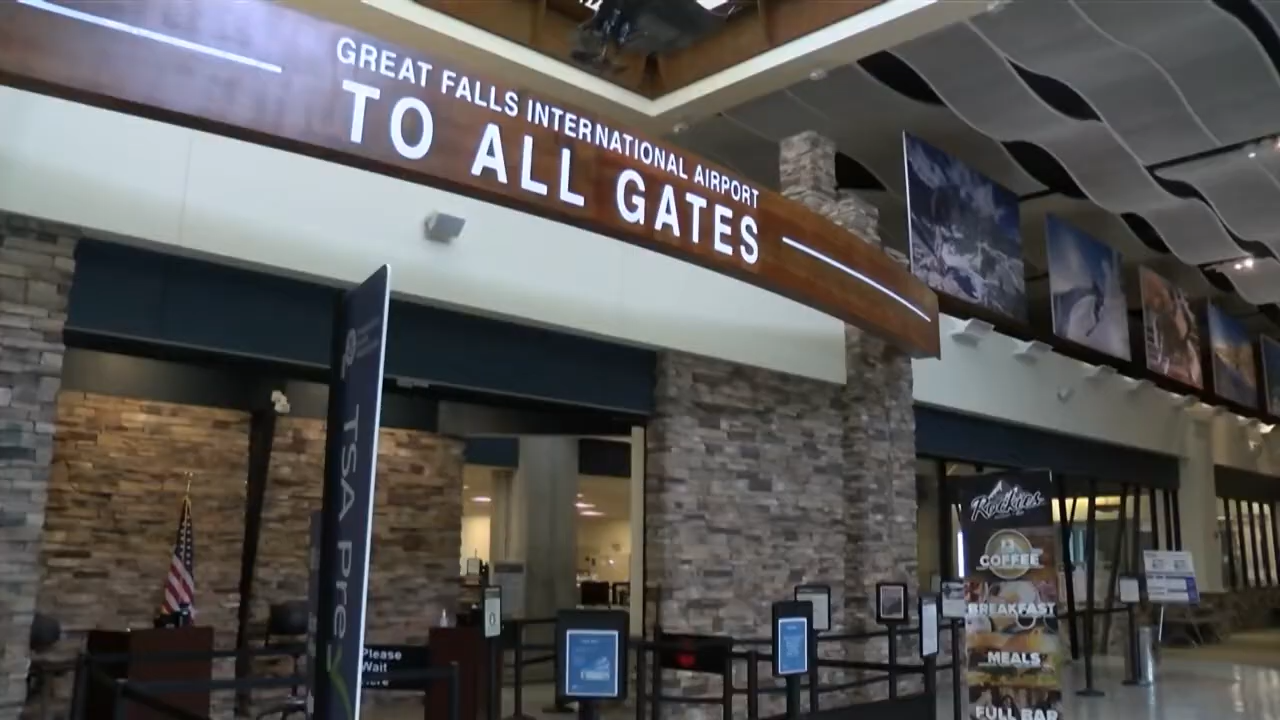 GREAT FALLS INTERNATIONAL AIRPORT
TO ALL GATES
TSA Pre✓
Please
Wait
Rockies
COFFEE
BREAKFAST
MEALS
FULL BAR